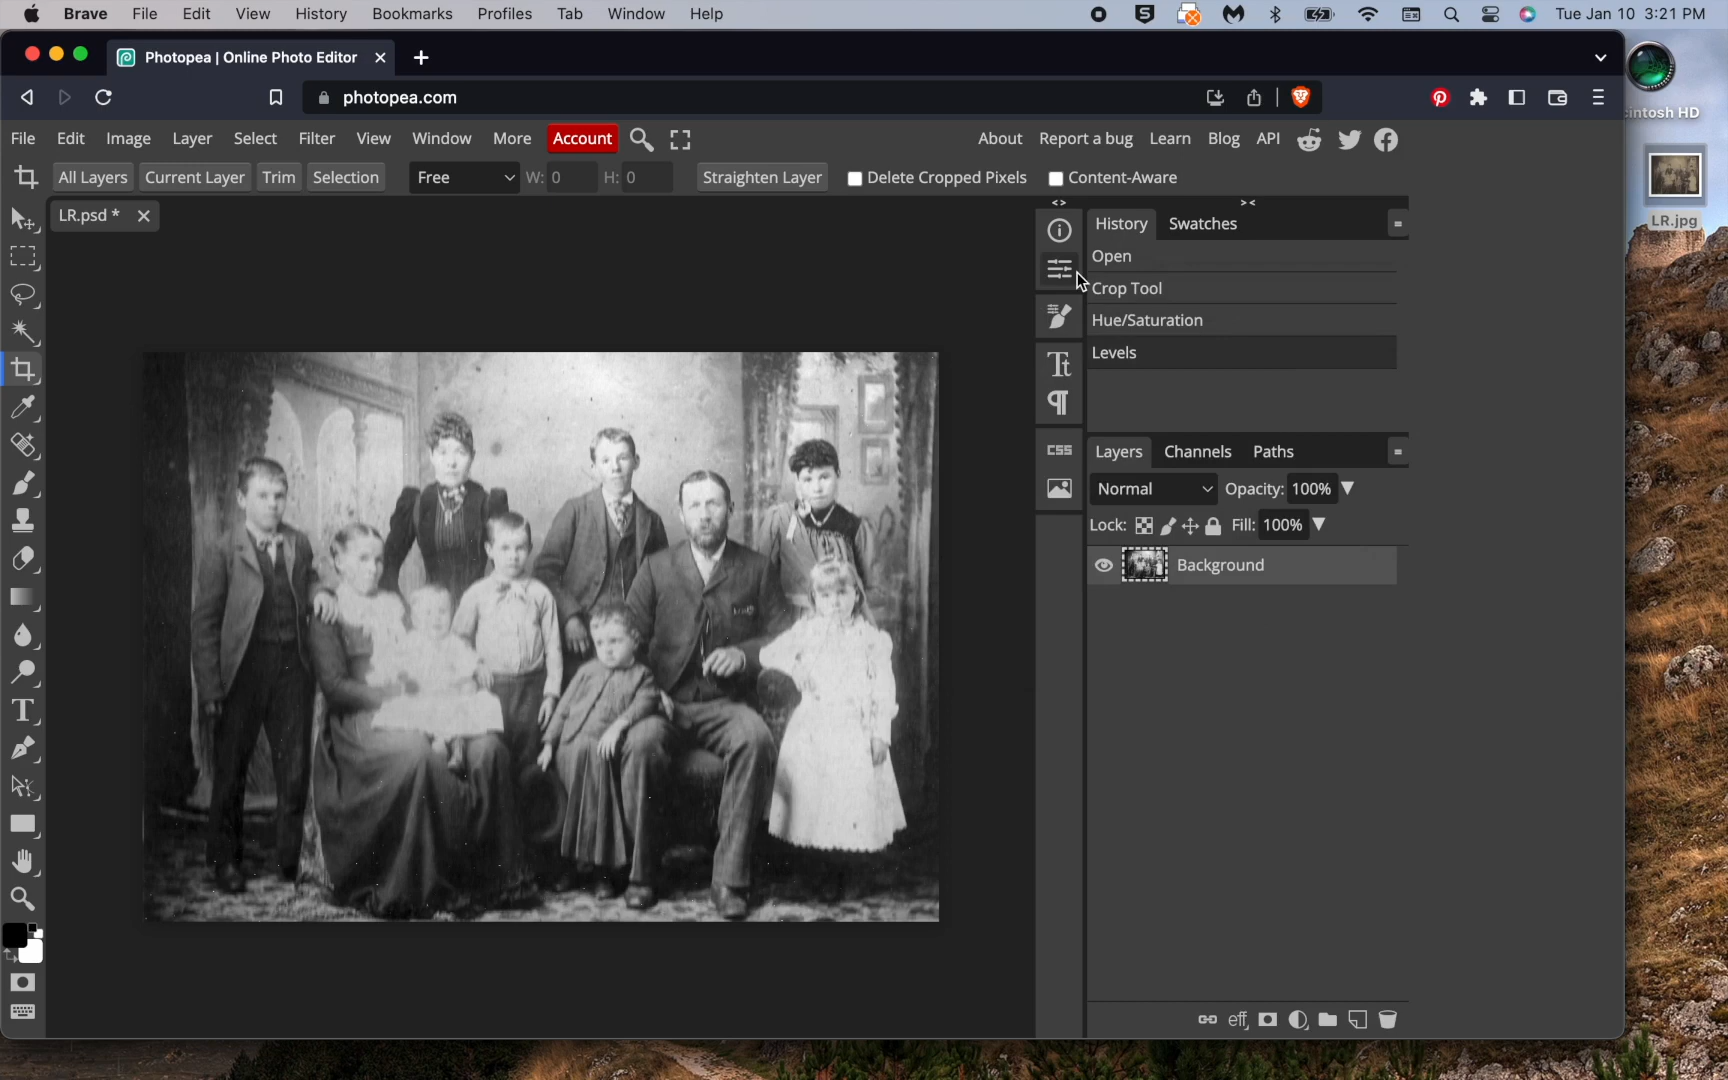 Brave File Edit View History Bookmarks Profiles Tab Window Help Tue Jan 10 3:21 PM
Photopea | Online Photo Editor
photopea.com
intosh HD
File Edit Image Layer Select Filter View Window More Account About Report a bug Learn Blog API
All Layers Current Layer Trim Selection Free W: 0 H: 0 Straighten Layer Delete Cropped Pixels Content-Aware
LR.psd *
LR.jpg
History Swatches
Open
Crop Tool
Hue/Saturation
Levels
Tt
¶
CSS
Layers Channels Paths
Normal Opacity: 100%
Lock: Fill: 100%
Background
T
eff